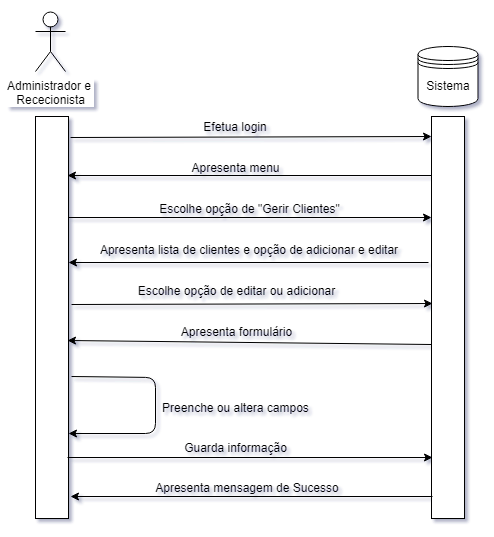 Administrador e
Rececionista
Sistema
Efetua login
Apresenta menu
Escolhe opção de "Gerir Clientes"
Apresenta lista de clientes e opção de adicionar e editar
Escolhe opção de editar ou adicionar
Apresenta formulário
Preenche ou altera campos
Guarda informação
Apresenta mensagem de Sucesso